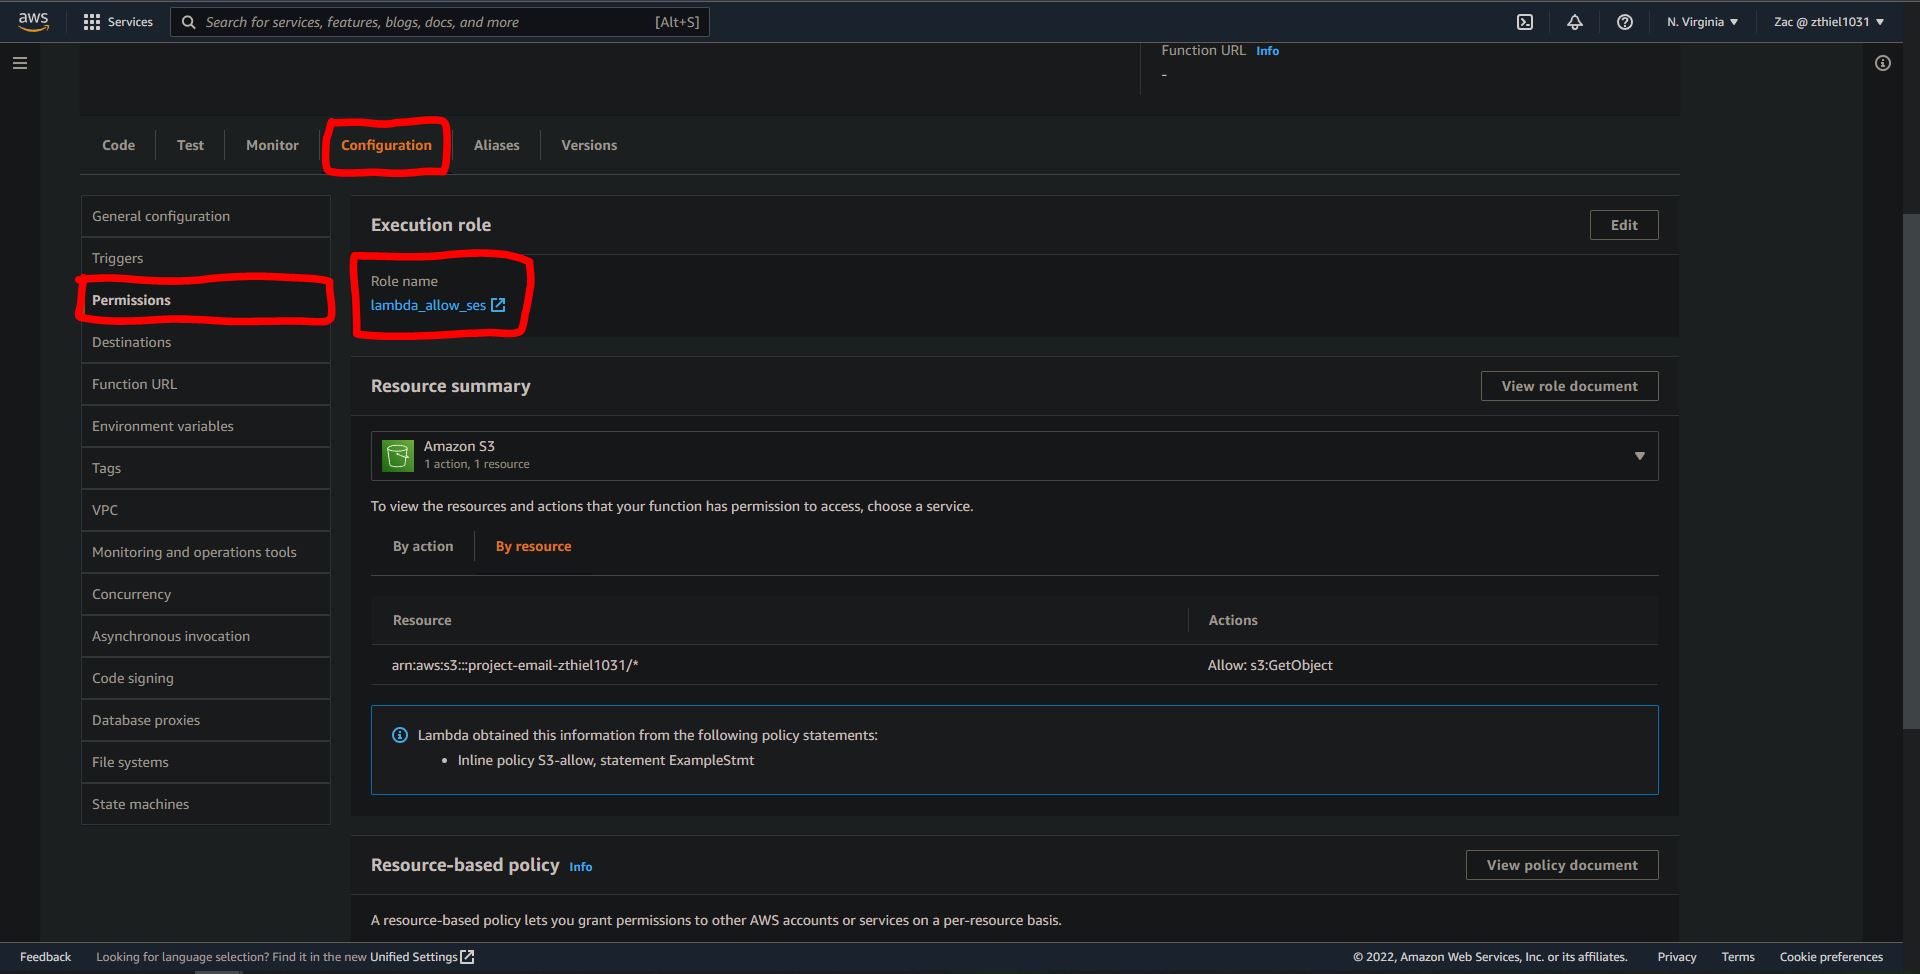 aws
Services
Search for services, features, blogs, docs, and more
[Alt+S]
N. Virginia
Zac @ zthiel1031
Function URL Info
-
Code
Test
Monitor
Configuration
Aliases
Versions
General configuration
Triggers
Permissions
Destinations
Function URL
Environment variables
Tags
VPC
Monitoring and operations tools
Concurrency
Asynchronous invocation
Code signing
Database proxies
File systems
State machines
Execution role
Edit
Role name
lambda_allow_ses
Resource summary
View role document
Amazon S3
1 action, 1 resource
To view the resources and actions that your function has permission to access, choose a service.
By action
By resource
Resource
Actions
arn:aws:s3:::project-email-zthiel1031/*
Allow: s3:GetObject
Lambda obtained this information from the following policy statements:
• Inline policy S3-allow, statement ExampleStmt
Resource-based policy Info
View policy document
A resource-based policy lets you grant permissions to other AWS accounts or services on a per-resource basis.
Feedback
Looking for language selection? Find it in the new Unified Settings
© 2022, Amazon Web Services, Inc. or its affiliates.
Privacy
Terms
Cookie preferences